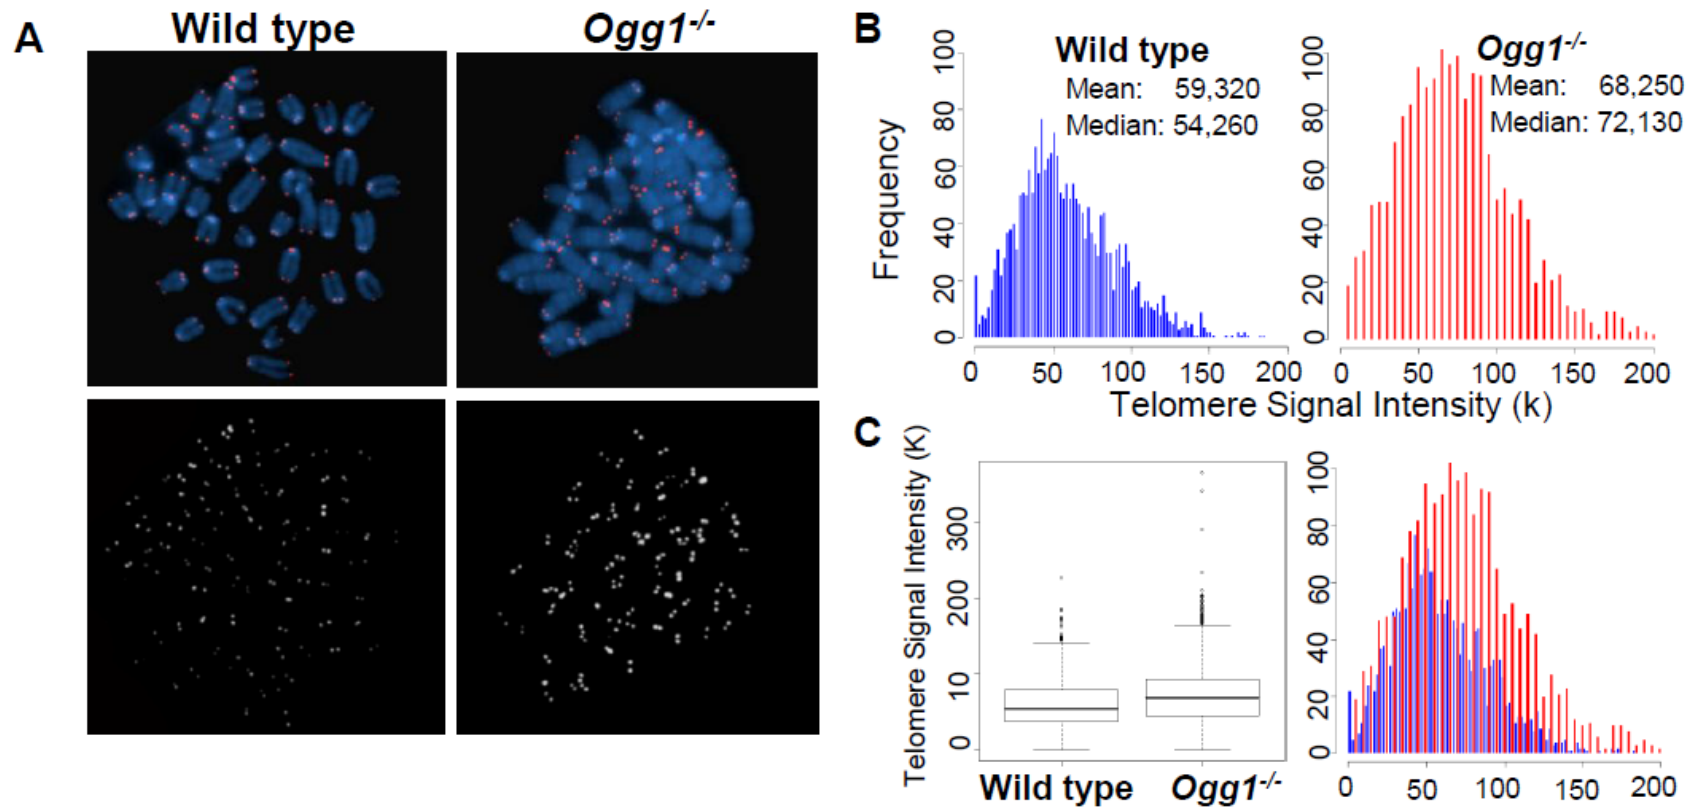 A
Wild type
Ogg1-/-
B
Wild type
Mean: 59,320
Median: 54,260
Ogg1-/-
Mean: 68,250
Median: 72,130
Frequency
100
80
60
40
20
0
100
80
60
40
20
0
0 50 100 150 200
0 50 100 150 200
Telomere Signal Intensity (k)
C
Telomere Signal Intensity (K)
300
200
10
0
Wild type
Ogg1-/-
100
80
60
40
20
0
0 50 100 150 200